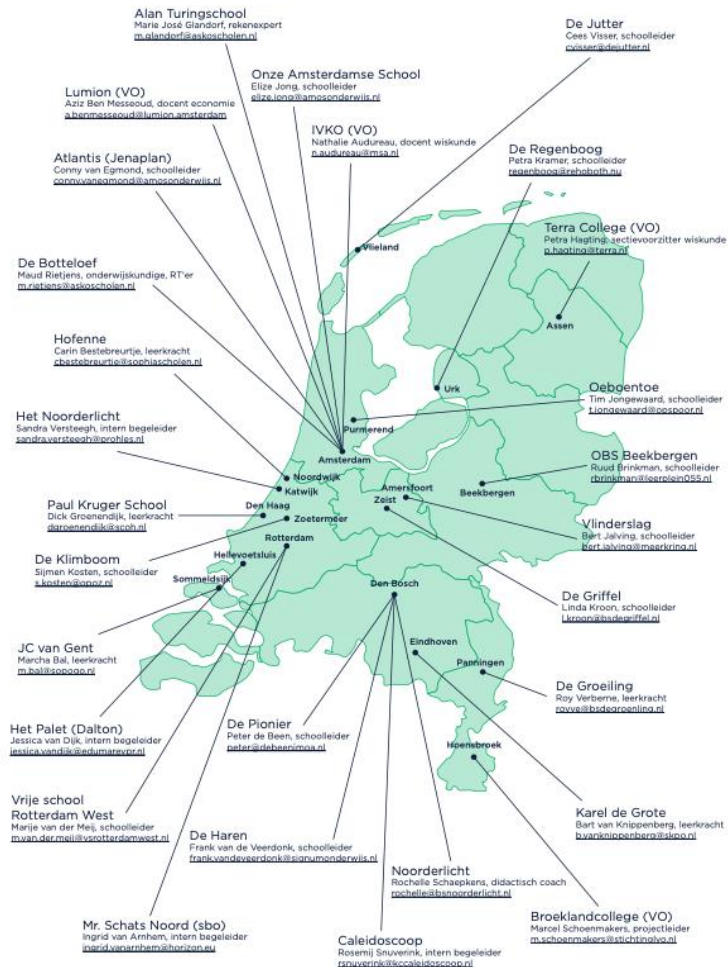 Alan Turingschool
Marie José Glandorf, rekenexpert
m.glandorf@askoscholen.nl
De Jutter
Cees Visser, schoolleider
cvisser@dejutter.nl
Onze Amsterdamse School
Elize Jong, schoolleider
elize.jong@amosonderwijs.nl
Lumion (VO)
Aziz Ben Messeoud, docent economie
a.benmesseoud@lumion.amsterdam
IVKO (VO)
Nathalie Audureau, docent wiskunde
n.audureau@msa.nl
De Regenboog
Petra Kramer, schoolleider
regenboog@rehoboth.nu
Atlantis (Jenaplan)
Conny van Egmond, schoolleider
conny.vanegmond@amosonderwijs.nl
Terra College (VO)
Petra Hagting, sectievoorzitter wiskunde
p.hagting@terra.nl
Vlieland
De Botteloef
Maud Rietjens, onderwijskundige, RT'er
m.rietjens@askoscholen.nl
Assen
Hofenne
Carin Bestebreurtje, leerkracht
cbestebreurtje@sophiascholen.nl
Urk
Oeboentoe
Tim Jongewaard, schoolleider
t.jongewaard@opspoor.nl
Het Noorderlicht
Sandra Versteegh, intern begeleider
sandra.versteegh@prohles.nl
Purmerend
Amsterdam
OBS Beekbergen
Ruud Brinkman, schoolleider
rbrinkman@leerplein055.nl
Noordwijk
Katwijk
Amersfoort
Zeist
Beekbergen
Paul Kruger School
Dick Groenendijk, leerkracht
dgroenendijk@scoh.nl
Den Haag
Zoetermeer
Vlinderslag
Bert Jalving, schoolleider
bert.jalving@meerkring.nl
De Klimboom
Sijmen Kosten, schoolleider
s.kosten@opoz.nl
Rotterdam
Hellevoetsluis
Sommelsdijk
Den Bosch
De Griffel
Linda Kroon, schoolleider
l.kroon@bsdegriffel.nl
JC van Gent
Marcha Bal, leerkracht
m.bal@sopogo.nl
Eindhoven
Panningen
De Groeiling
Roy Verberne, leerkracht
royve@bsdegroenling.nl
Het Palet (Dalton)
Jessica van Dijk, intern begeleider
jessica.vandijk@edumarevpr.nl
De Pionier
Peter de Been, schoolleider
peter@debeenimoa.nl
Hoensbroek
Vrije school
Rotterdam West
Marije van der Meij, schoolleider
m.van.der.meij@vsrotterdamwest.nl
De Haren
Frank van de Veerdonk, schoolleider
frank.vandeveerdonk@signumonderwijs.nl
Karel de Grote
Bart van Knippenberg, leerkracht
b.vanknippenberg@skpo.nl
Noorderlicht
Rochelle Schaepkens, didactisch coach
rochelle@bsnoorderlicht.nl
Mr. Schats Noord (sbo)
Ingrid van Arnhem, intern begeleider
ingrid.vanarnhem@horizon.eu
Caleidoscoop
Rosemij Snuverink, intern begeleider
rsnuverink@kccaleidoscoop.nl
Broeklandcollege (VO)
Marcel Schoenmakers, projectleider
m.schoenmakers@stichtinglvo.nl